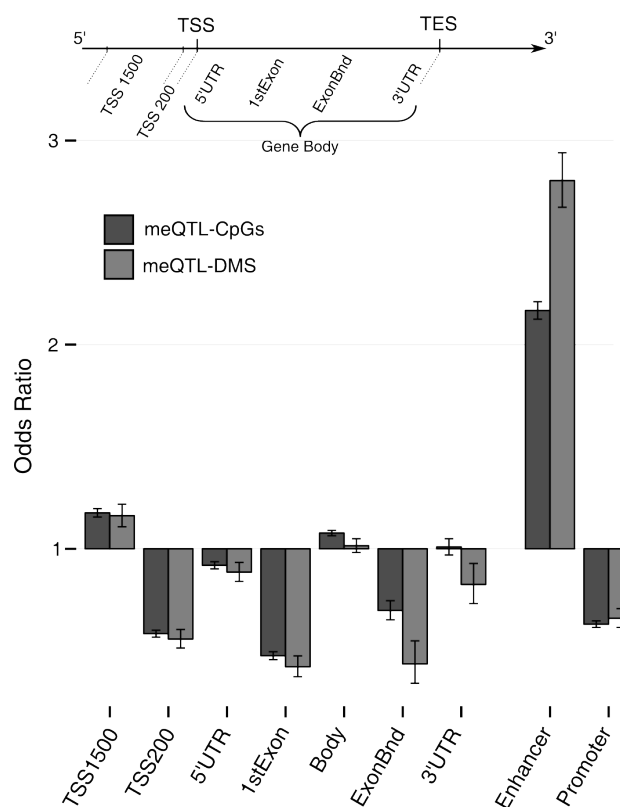 5' TSS TES 3'
TSS 1500 TSS 200 5'UTR 1stExon ExonBnd 3'UTR
Gene Body
3
meQTL-CpGs
meQTL-DMS
2
Odds Ratio
1
TSS1500 TSS200 5'UTR 1stExon Body ExonBnd 3'UTR Enhancer Promoter